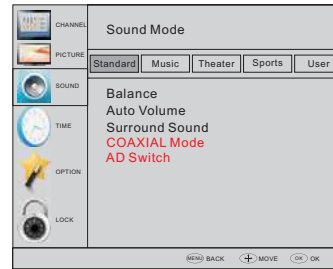 CHANNEL
PICTURE
SOUND
TIME
OPTION
LOCK
Sound Mode
Standard Music Theater Sports User
Balance
Auto Volume
Surround Sound
COAXIAL Mode
AD Switch
MENU BACK MOVE OK OK